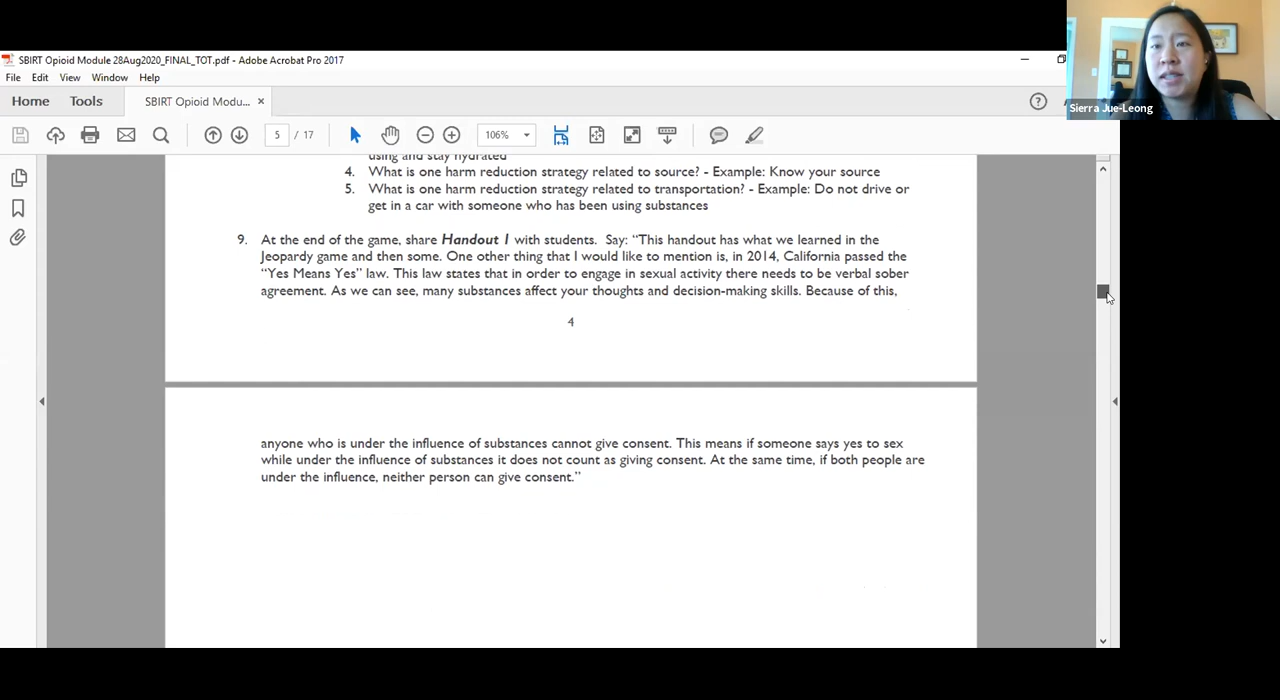 SBIRT Opioid Module 28Aug2020_FINAL_TOT.pdf - Adobe Acrobat Pro 2017
File Edit View Window Help
Home Tools SBIRT Opioid Modu... ×
5 / 17 106%
Sierra Jue-Leong
using and stay hydrated
4. What is one harm reduction strategy related to source? - Example: Know your source
5. What is one harm reduction strategy related to transportation? - Example: Do not drive or
get in a car with someone who has been using substances
9. At the end of the game, share Handout 1 with students. Say: “This handout has what we learned in the
Jeopardy game and then some. One other thing that I would like to mention is, in 2014, California passed the
“Yes Means Yes” law. This law states that in order to engage in sexual activity there needs to be verbal sober
agreement. As we can see, many substances affect your thoughts and decision-making skills. Because of this,
4
anyone who is under the influence of substances cannot give consent. This means if someone says yes to sex
while under the influence of substances it does not count as giving consent. At the same time, if both people are
under the influence, neither person can give consent.”